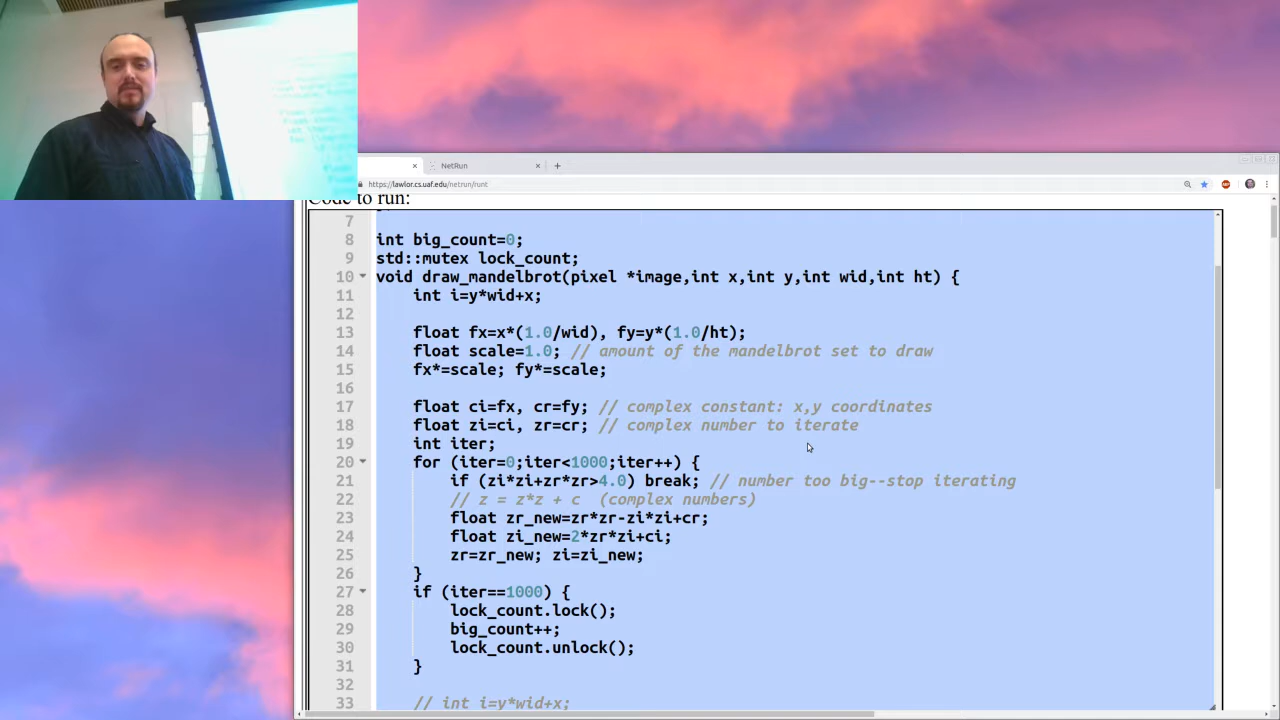 NetRun
https://lawlor.cs.uaf.edu/netrun/runt
Code to run:
7
8 int big_count=0;
9 std::mutex lock_count;
10 void draw_mandelbrot(pixel *image,int x,int y,int wid,int ht) {
11 int i=y*wid+x;
12
13 float fx=x*(1.0/wid), fy=y*(1.0/ht);
14 float scale=1.0; // amount of the mandelbrot set to draw
15 fx*=scale; fy*=scale;
16
17 float ci=fx, cr=fy; // complex constant: x,y coordinates
18 float zi=ci, zr=cr; // complex number to iterate
19 int iter;
20 for (iter=0;iter<1000;iter++) {
21 if (zi*zi+zr*zr>4.0) break; // number too big--stop iterating
22 // z = z*z + c (complex numbers)
23 float zr_new=zr*zr-zi*zi+cr;
24 float zi_new=2*zr*zi+ci;
25 zr=zr_new; zi=zi_new;
26 }
27 if (iter==1000) {
28 lock_count.lock();
29 big_count++;
30 lock_count.unlock();
31 }
32
33 // int i=y*wid+x;